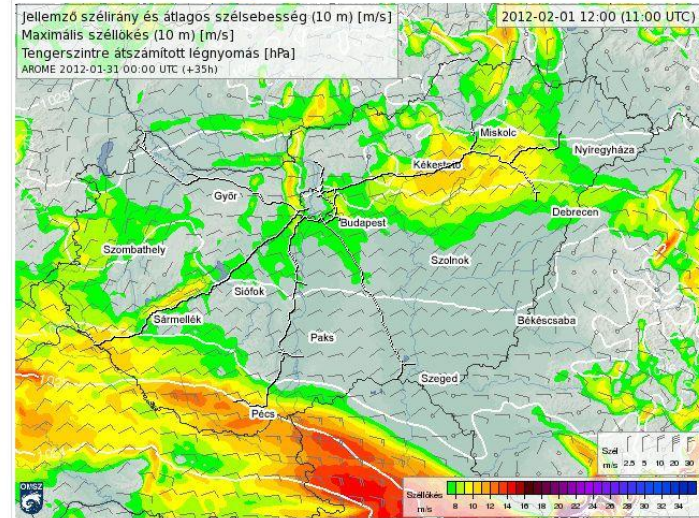 Jellemző szélirány és átlagos szélsebesség (10 m) [m/s]
Maximális széllökés (10 m) [m/s]
Tengerszintre átszámított légnyomás [hPa]
AROME 2012-01-31 00:00 UTC (+35h)
2012-02-01 12:00 (11:00 UTC)
1029
Miskolc
Kékestető
Nyíregyháza
Győr
Budapest
Debrecen
Szombathely
Szolnok
Siófok
Sármellék
Békéscsaba
Paks
Szeged
Pécs
Szél
m/s 2.5 5 10 20 30
OMSZ
Széllökés
m/s 8 10 12 14 16 18 20 22 24 26 28 30 32 34